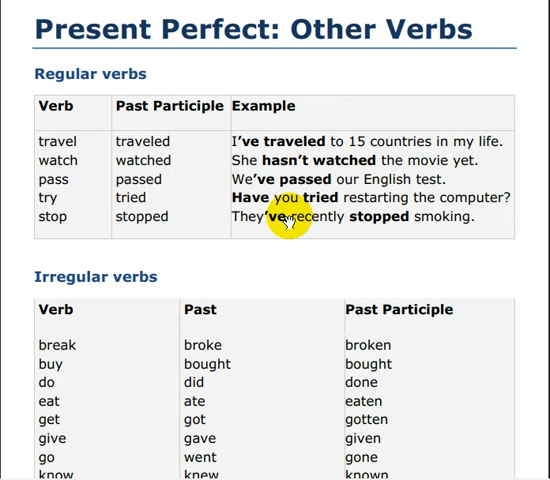 Present Perfect: Other Verbs
Regular verbs
Verb Past Participle Example
travel traveled I've traveled to 15 countries in my life.
watch watched She hasn't watched the movie yet.
pass passed We've passed our English test.
try tried Have you tried restarting the computer?
stop stopped They've recently stopped smoking.
Irregular verbs
Verb Past Past Participle
break broke broken
buy bought bought
do did done
eat ate eaten
get got gotten
give gave given
go went gone
know knew known